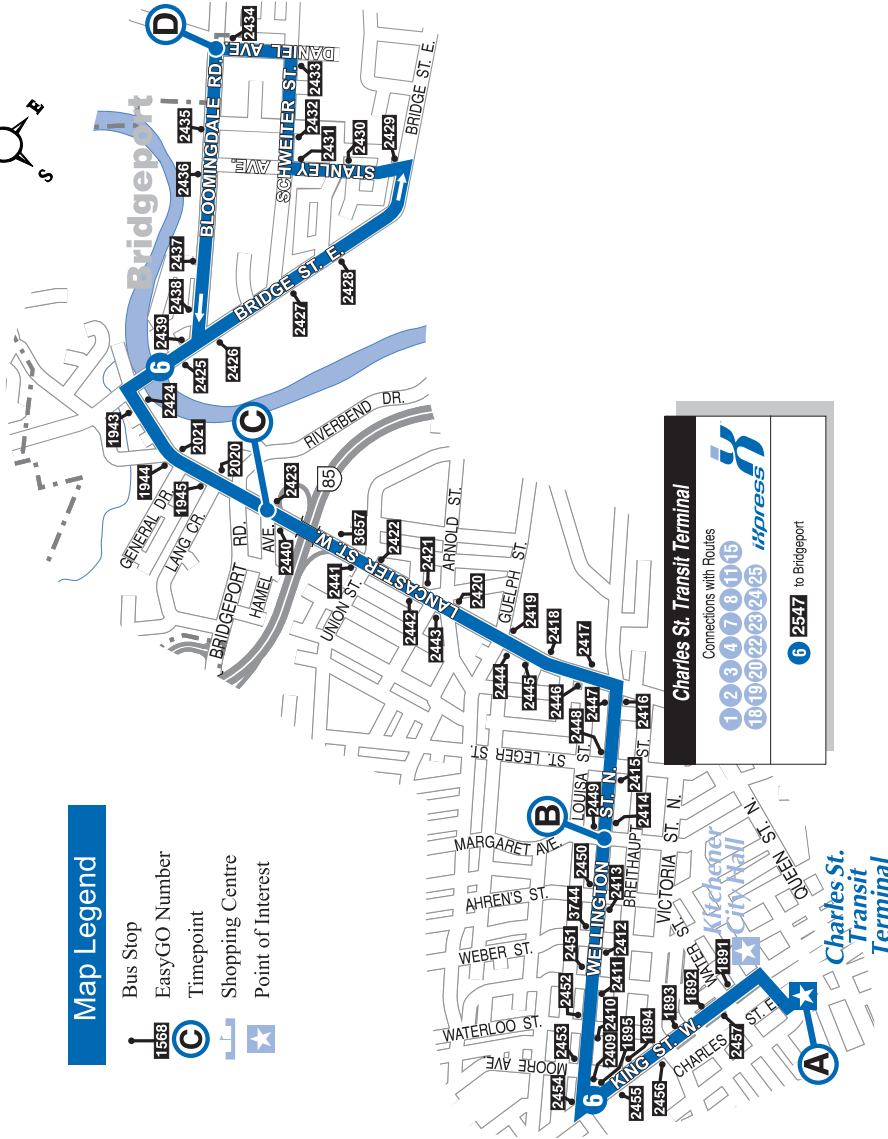 D
E
S
Bridgeport
2434
DANIEL AVE.
2433
2435
BLOOMINGDALE RD.
SCHWEITER ST.
2432
2431
2430
2429
BRIDGE ST. E.
2436
AVE.
STANLEY
2437
2438
BRIDGE ST. E.
2428
2427
2439
6
2425
2426
2424
1943
2021
2020
C
1944
1945
RIVERBEND DR.
GENERAL DR.
LANG CR.
BRIDGEPORT RD.
HAMEL AVE.
2423
85
2440
3657
2441
UNION ST.
LANCASTER ST. W.
2422
2421
ARNOLD ST.
2442
2443
2420
GUELPH ST.
2419
2418
2417
2444
2445
2446
2447
2448
2416
ST. LEGER ST.
LOUISA ST.
2449
2415
2414
ST.
B
MARGARET AVE.
WELLINGTON ST. N.
BREITHAUPT
VICTORIA ST. N.
2450
2413
AHREN'S ST.
3744
2451
2412
WEBER ST.
2411
2452
2410
WATERLOO ST.
2453
2409
1895
1894
MOORE AVE
2454
6
KING ST. W.
2455
2456
1893
1892
WATER ST.
1891
2457
CHARLES ST. E.
Kitchener
City Hall
QUEEN ST. N.
Charles St.
Transit
Terminal
A
Map Legend
Bus Stop
1568 EasyGO Number
C Timepoint
Shopping Centre
Point of Interest
Charles St. Transit Terminal
Connections with Routes
1 2 3 4 7 8 11 15
18 19 20 22 23 24 25 iXpress
6 2547 to Bridgeport